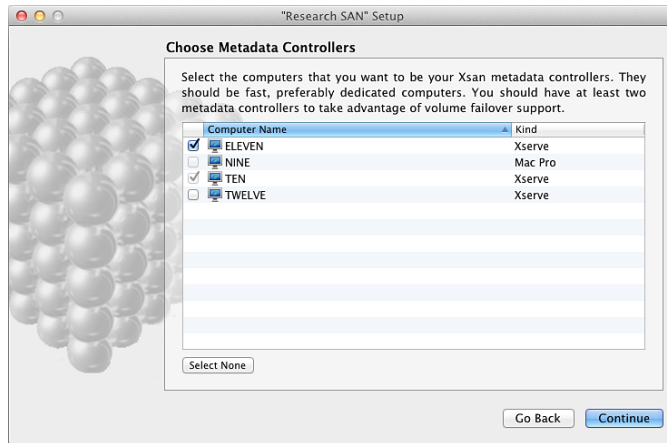 "Research SAN" Setup
Choose Metadata Controllers
Select the computers that you want to be your Xsan metadata controllers. They
should be fast, preferably dedicated computers. You should have at least two
metadata controllers to take advantage of volume failover support.
Computer Name Kind
ELEVEN Xserve
NINE Mac Pro
TEN Xserve
TWELVE Xserve
Select None
Go Back Continue